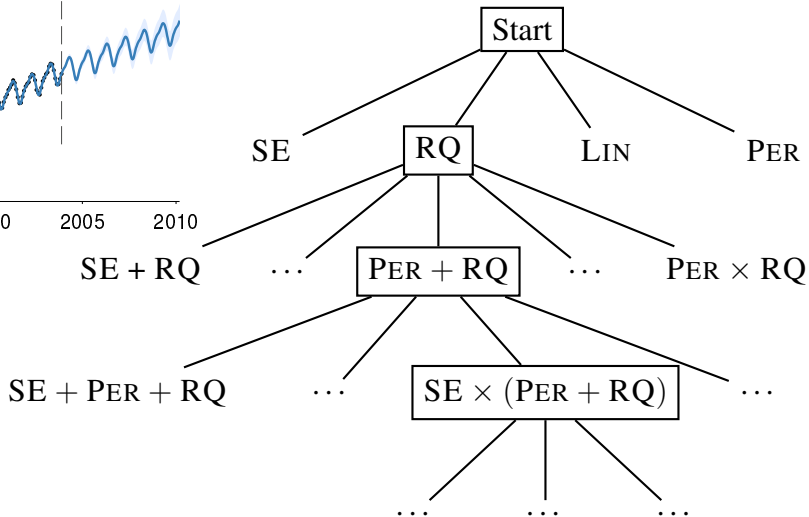 Start
SE RQ LIN PER
0 2005 2010
SE + RQ ... PER + RQ ... PER × RQ
SE + PER + RQ ... SE × (PER + RQ) ...
... ... ...